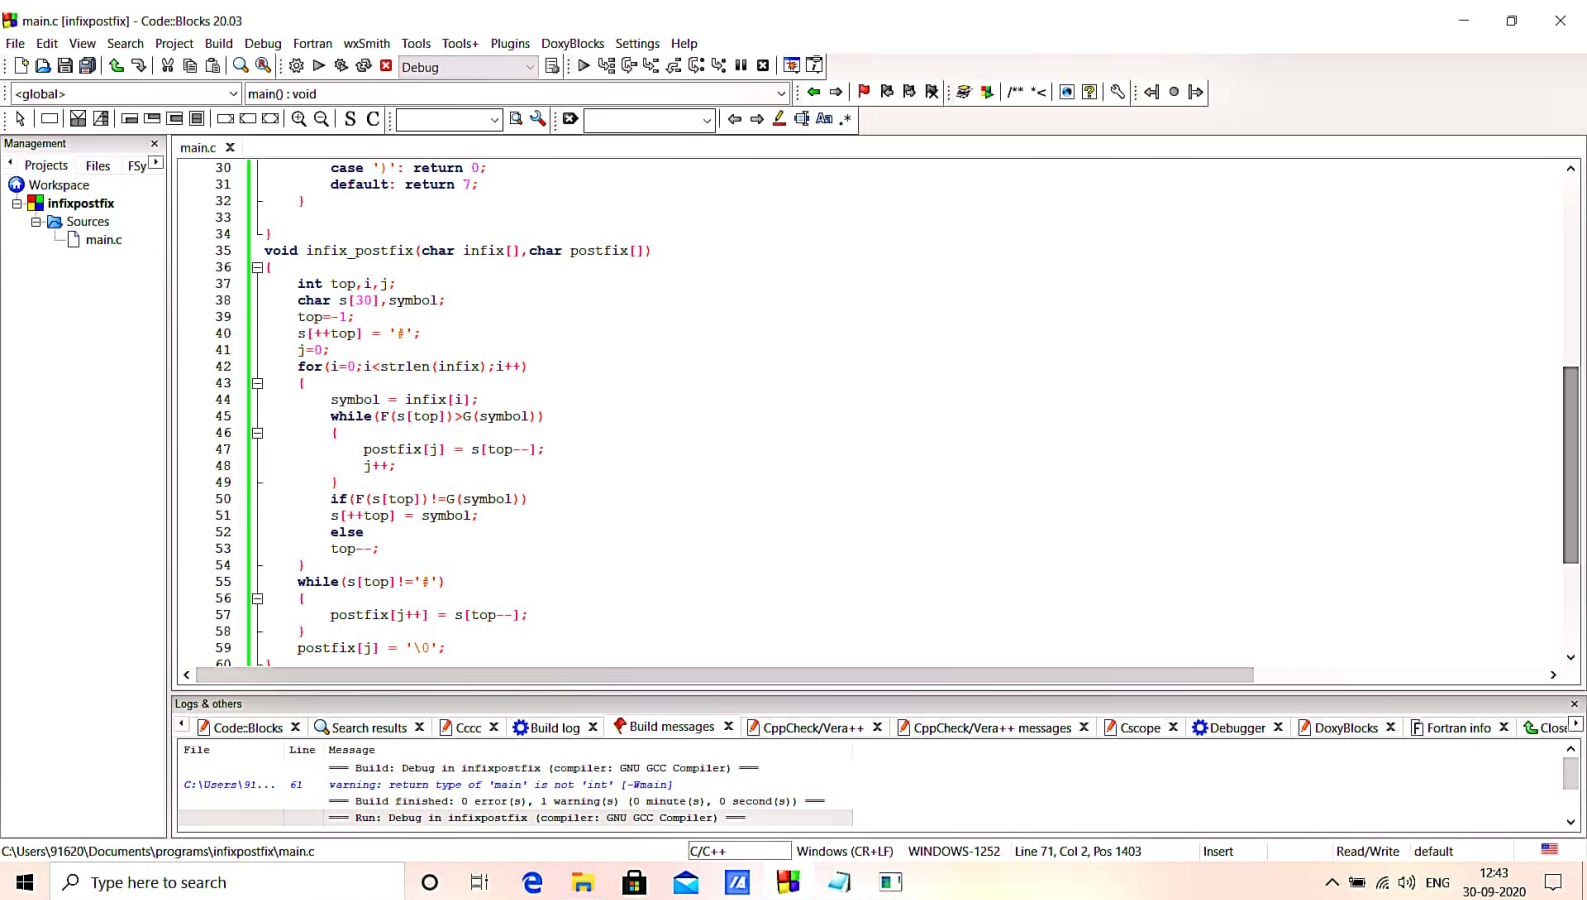 main.c [infixpostfix] - Code::Blocks 20.03
File Edit View Search Project Build Debug Fortran wxSmith Tools Tools+ Plugins DoxyBlocks Settings Help
Debug
<global> main() : void
/** *<
S C Aa .*
Management
main.c
Projects Files FSy
Workspace
infixpostfix
Sources
main.c
30 case ')': return 0;
31 default: return 7;
32 }
33
34 }
35 void infix_postfix(char infix[],char postfix[])
36 {
37 int top,i,j;
38 char s[30],symbol;
39 top=-1;
40 s[++top] = '#';
41 j=0;
42 for(i=0;i<strlen(infix);i++)
43 {
44 symbol = infix[i];
45 while(F(s[top])>G(symbol))
46 {
47 postfix[j] = s[top--];
48 j++;
49 }
50 if(F(s[top])!=G(symbol))
51 s[++top] = symbol;
52 else
53 top--;
54 }
55 while(s[top]!='#')
56 {
57 postfix[j++] = s[top--];
58 }
59 postfix[j] = '\0';
60 }
Logs & others
Code::Blocks Search results Cccc Build log Build messages CppCheck/Vera++ CppCheck/Vera++ messages Cscope Debugger DoxyBlocks Fortran info Close
File Line Message
=== Build: Debug in infixpostfix (compiler: GNU GCC Compiler) ===
C:\Users\91... 61 warning: return type of 'main' is not 'int' [-Wmain]
=== Build finished: 0 error(s), 1 warning(s) (0 minute(s), 0 second(s)) ===
=== Run: Debug in infixpostfix (compiler: GNU GCC Compiler) ===
C:\Users\91620\Documents\programs\infixpostfix\main.c C/C++ Windows (CR+LF) WINDOWS-1252 Line 71, Col 2, Pos 1403 Insert Read/Write default
Type here to search
ENG
12:43
30-09-2020